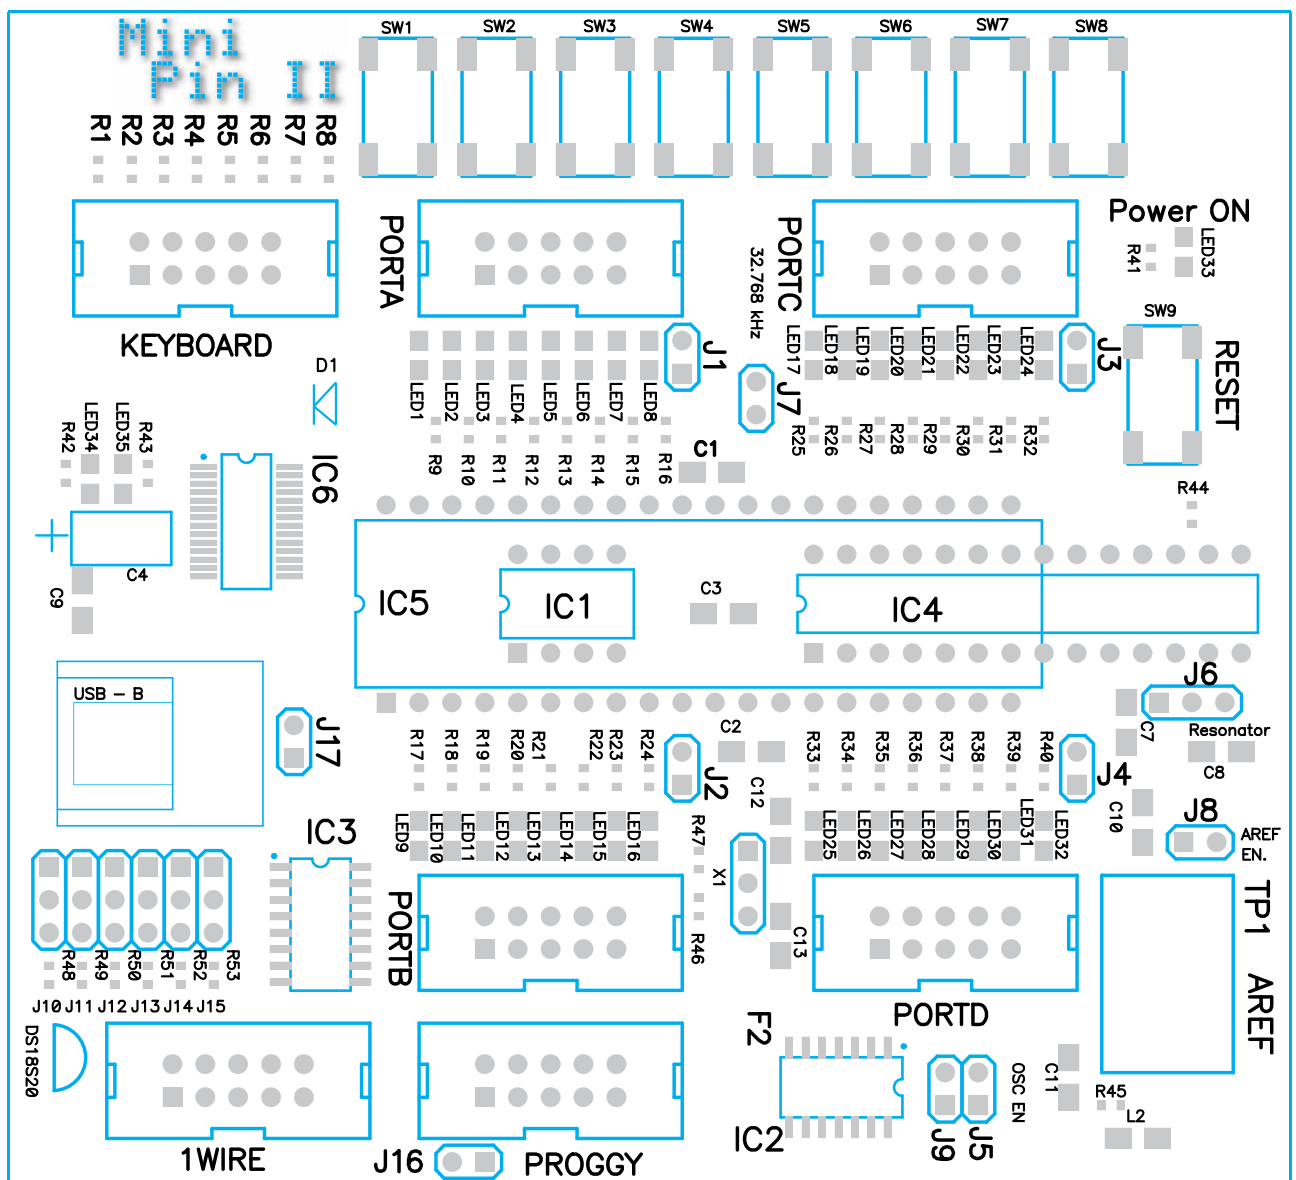 Mini
Pin II
SW1 SW2 SW3 SW4 SW5 SW6 SW7 SW8
R1 R2 R3 R4 R5 R6 R7 R8
Power ON
PORTA
PORTC
32.768 kHz
R41
LED33
KEYBOARD
SW9
RESET
J1
J7
J3
D1
LED17 LED18 LED19 LED20 LED21 LED22 LED23 LED24
LED1 LED2 LED3 LED4 LED5 LED6 LED7 LED8
R42 LED34 LED35 R43
R25 R26 R27 R28 R29 R30 R31 R32
R9 R10 R11 R12 R13 R14 R15 R16
C1
IC6
R44
C4
C9
IC5
IC1
C3
IC4
USB - B
J6
J17
C7
Resonator
C8
R17 R18 R19 R20 R21 R22 R23 R24
C2
J2
C12
R33 R34 R35 R36 R37 R38 R39 R40
J4
C10
J8
AREF
EN.
IC3
LED9 LED10 LED11 LED12 LED13 LED14 LED15 LED16
R47
LED25 LED26 LED27 LED28 LED29 LED30 LED31 LED32
X1
PORTB
R46
C13
TP1 AREF
R48 R49 R50 R51 R52 R53
J10 J11 J12 J13 J14 J15
PORTD
DS18S20
F2
OSC EN
C11
R45
L2
IC2
J9
J5
1WIRE
J16
PROGGY